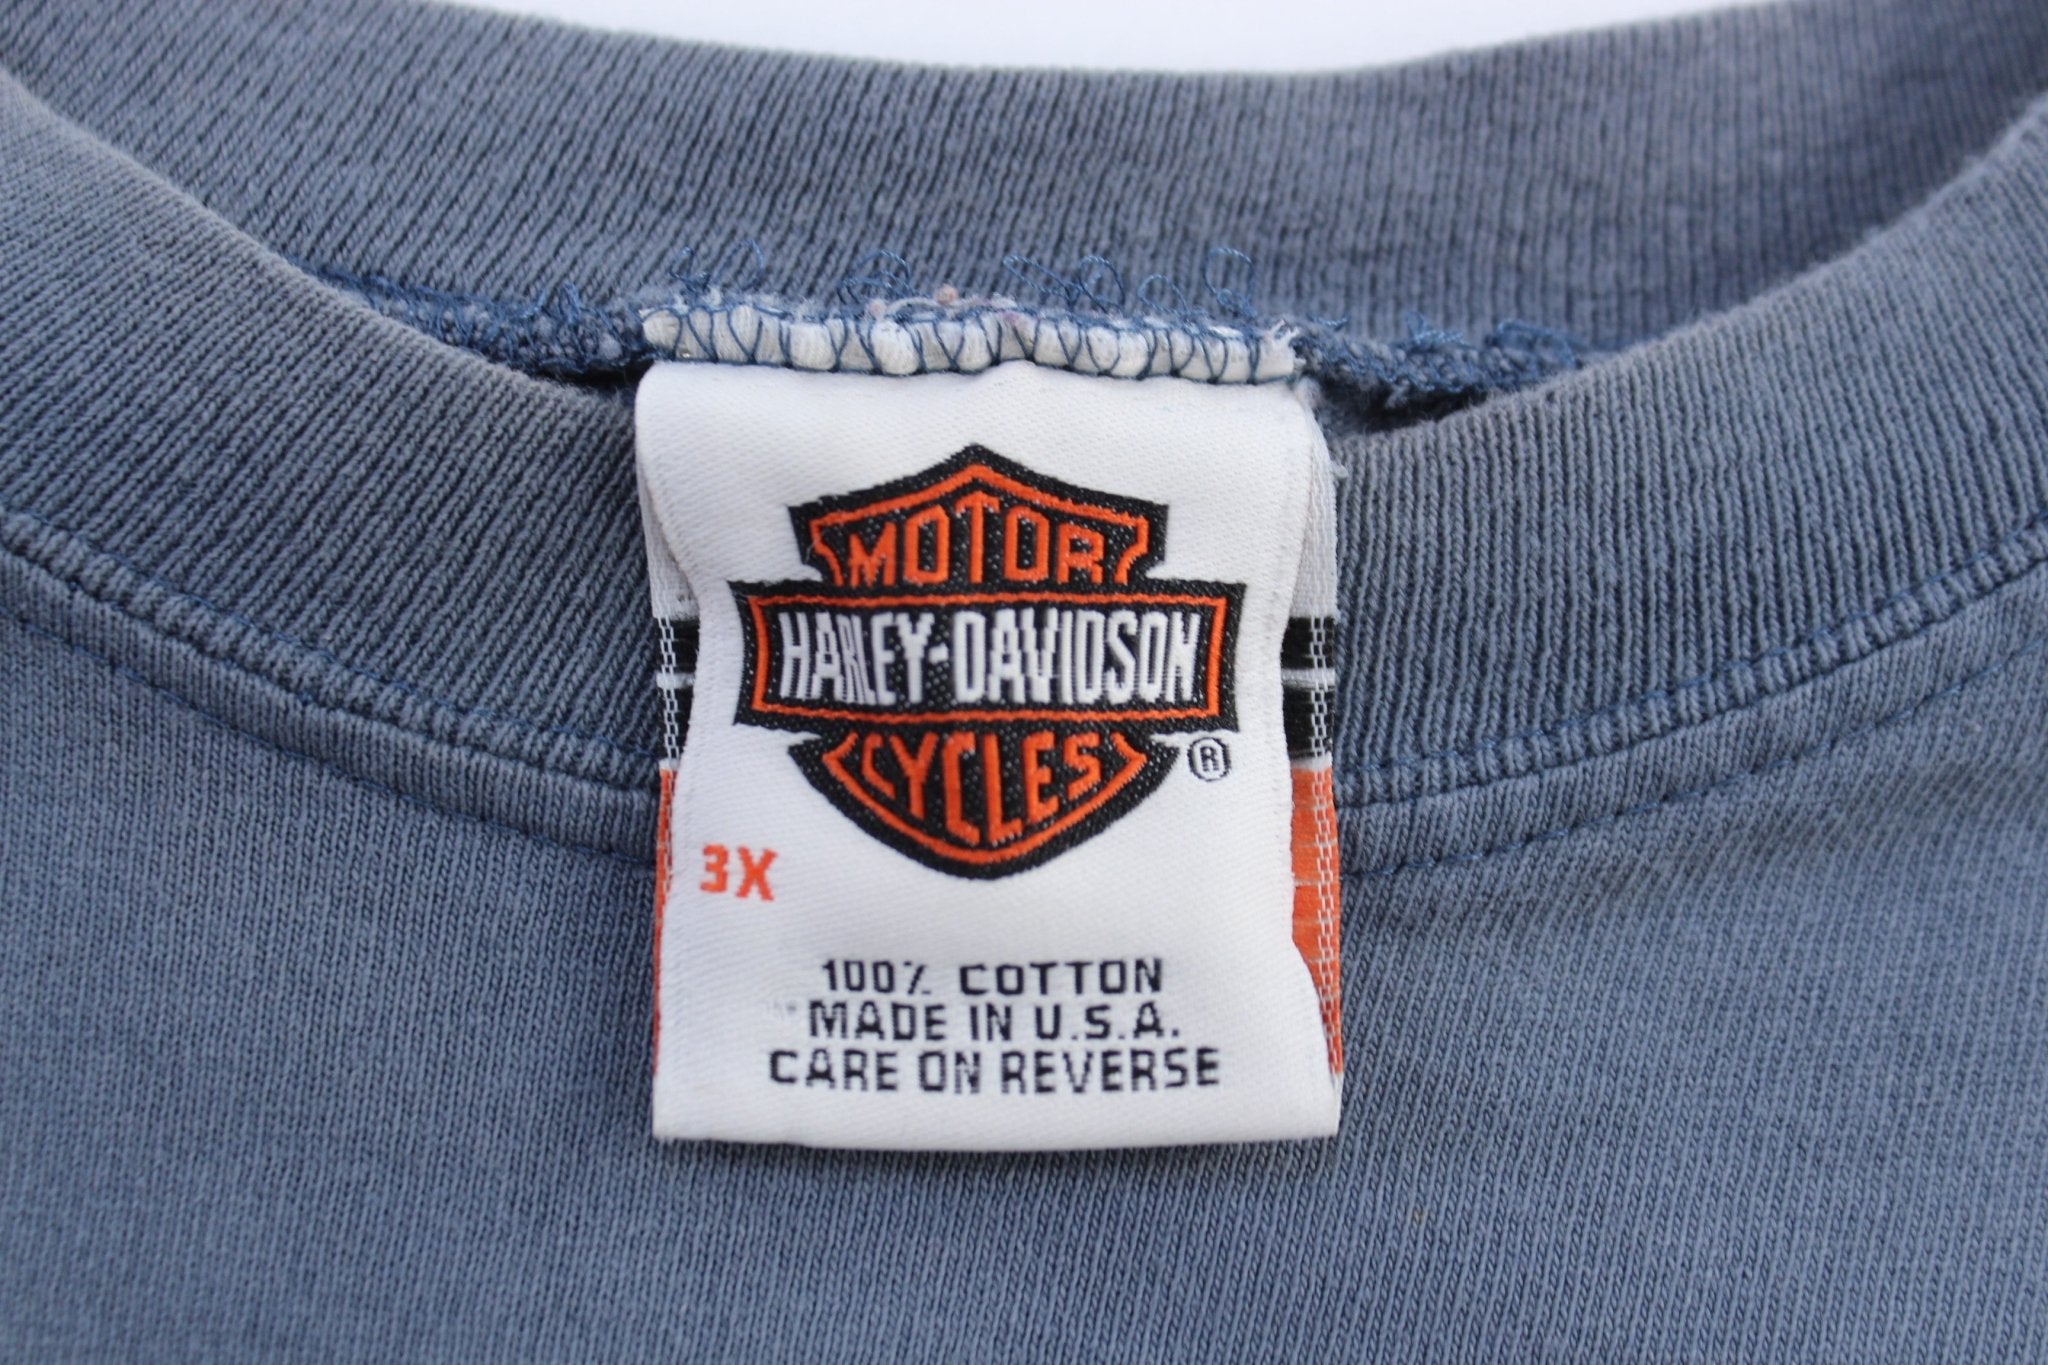 MOTOR
HARLEY-DAVIDSON
CYCLES
®
3X
100% COTTON
MADE IN U.S.A.
CARE ON REVERSE